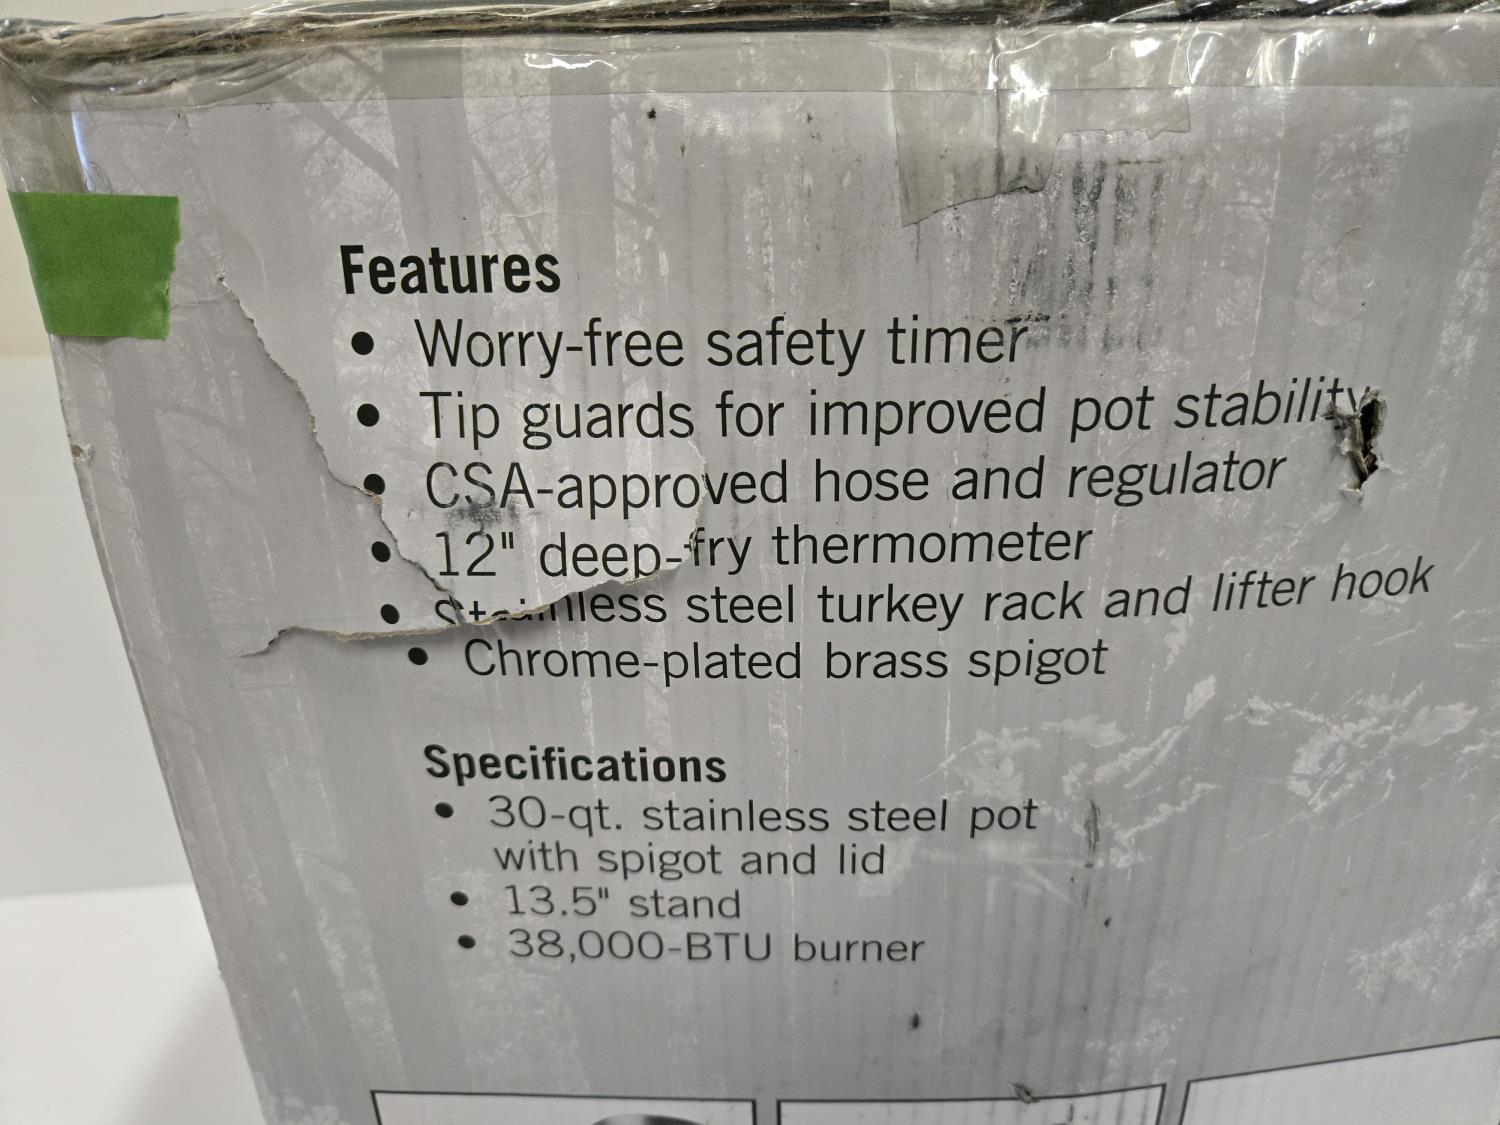 Features
• Worry-free safety timer
• Tip guards for improved pot stability
• CSA-approved hose and regulator
• 12" deep-fry thermometer
• Stainless steel turkey rack and lifter hook
• Chrome-plated brass spigot
Specifications
• 30-qt. stainless steel pot
with spigot and lid
• 13.5" stand
• 38,000-BTU burner